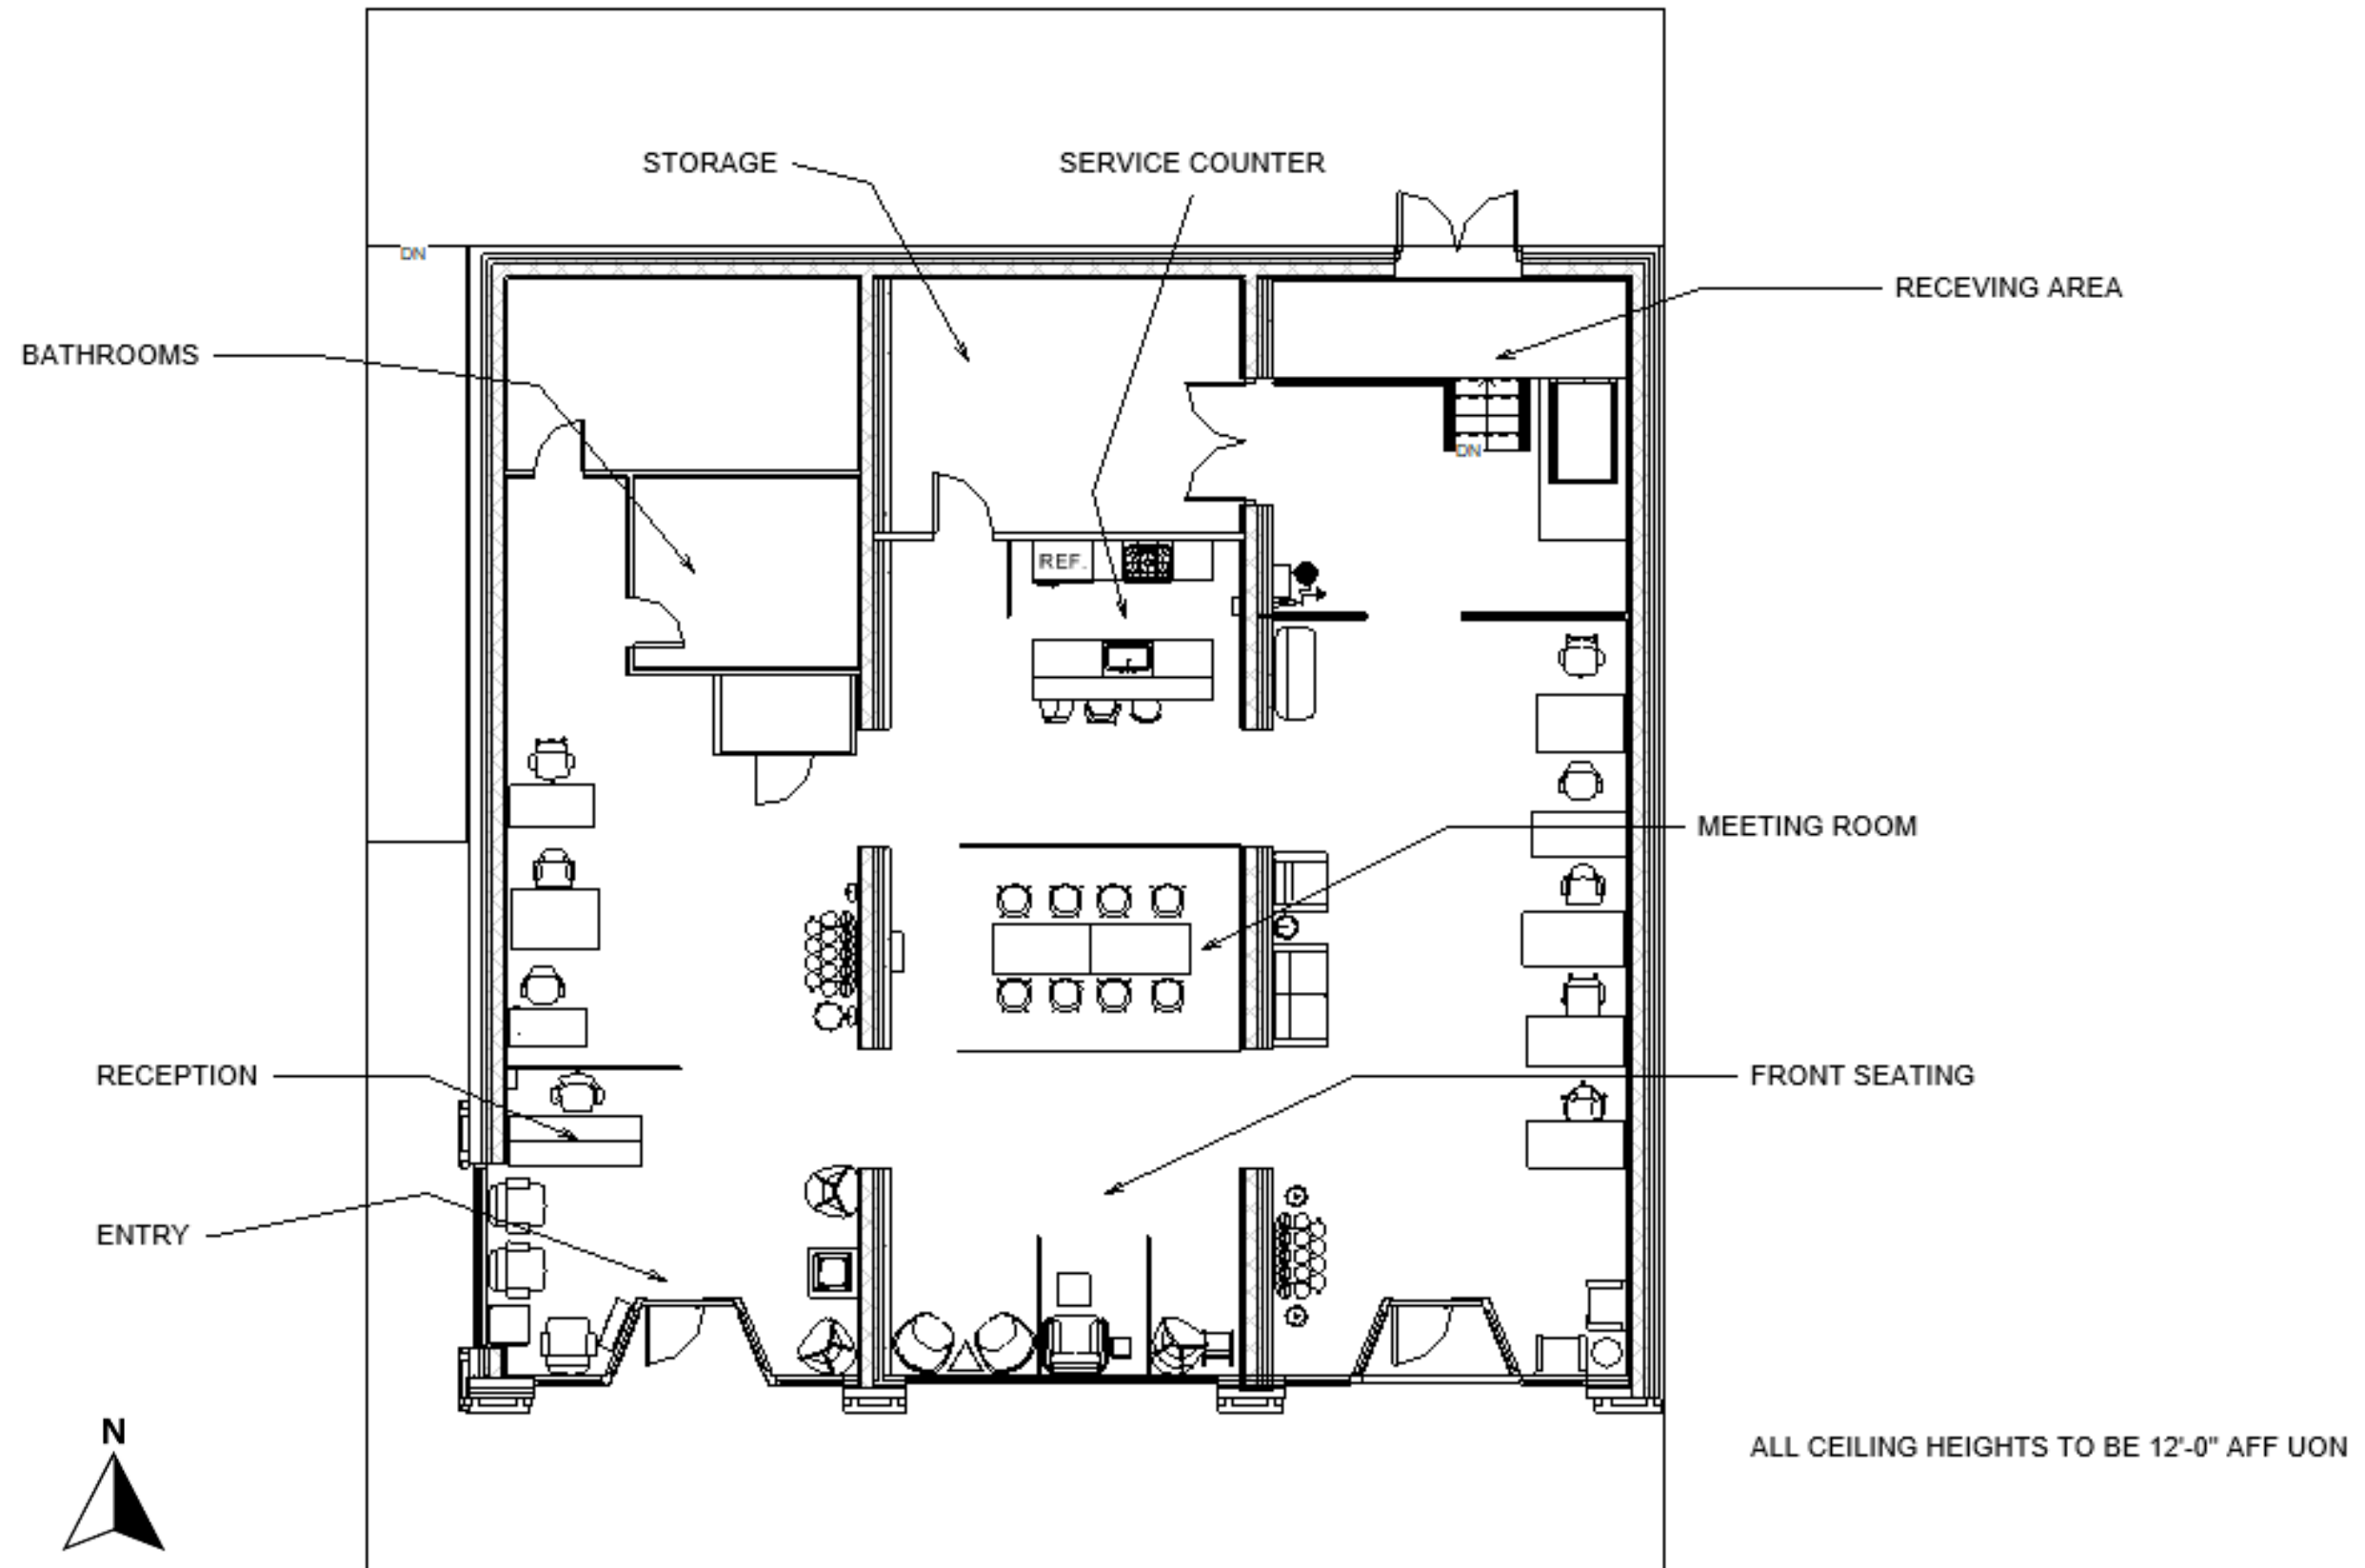 STORAGE
SERVICE COUNTER
DN
RECEVING AREA
BATHROOMS
DN
REF.
MEETING ROOM
RECEPTION
FRONT SEATING
ENTRY
N
ALL CEILING HEIGHTS TO BE 12'-0" AFF UON